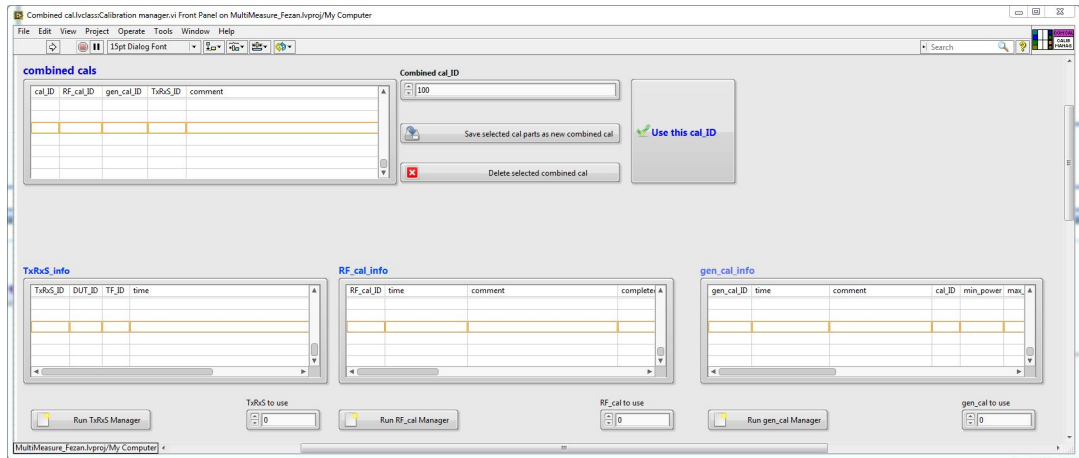 Combined cal.lvclass:Calibration manager.vi Front Panel on MultiMeasure_Fezan.lvproj/My Computer
File Edit View Project Operate Tools Window Help
15pt Dialog Font
Search
combined cals
cal_ID RF_cal_ID gen_cal_ID TxRxS_ID comment
Combined cal_ID
100
Save selected cal parts as new combined cal
Delete selected combined cal
Use this cal_ID
TxRxS_info
TxRxS_ID DUT_ID TF_ID time
RF_cal_info
RF_cal_ID time comment
gen_cal_info
gen_cal_ID time comment cal_ID min_power max_
Run TxRxS Manager
TxRxS to use
0
Run RF_cal Manager
RF_cal to use
0
Run gen_cal Manager
gen_cal to use
0
MultiMeasure_Fezan.lvproj/My Computer